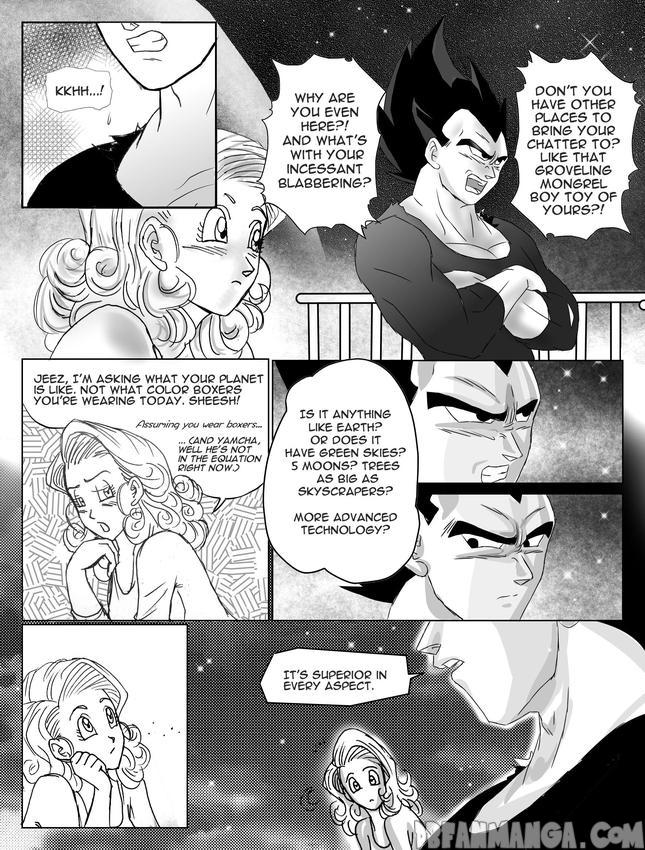 KKHH...!
WHY ARE
YOU EVEN
HERE?!
AND WHAT'S
WITH YOUR
INCESSANT
BLABBERING?
DON'T YOU
HAVE OTHER
PLACES TO
BRING YOUR
CHATTER TO?
LIKE THAT
GROVELING
MONGREL
BOY TOY OF
YOURS?!
JEEZ, I'M ASKING WHAT YOUR PLANET
IS LIKE. NOT WHAT COLOR BOXERS
YOU'RE WEARING TODAY. SHEESH!
Assuming you wear boxers...
... (AND YAMCHA,
WELL HE'S NOT
IN THE EQUATION
RIGHT NOW.)
IS IT ANYTHING
LIKE EARTH?
OR DOES IT
HAVE GREEN SKIES?
5 MOONS? TREES
AS BIG AS
SKYSCRAPERS?
MORE ADVANCED
TECHNOLOGY?
IT'S SUPERIOR IN
EVERY ASPECT.
DBFANMANGA.COM